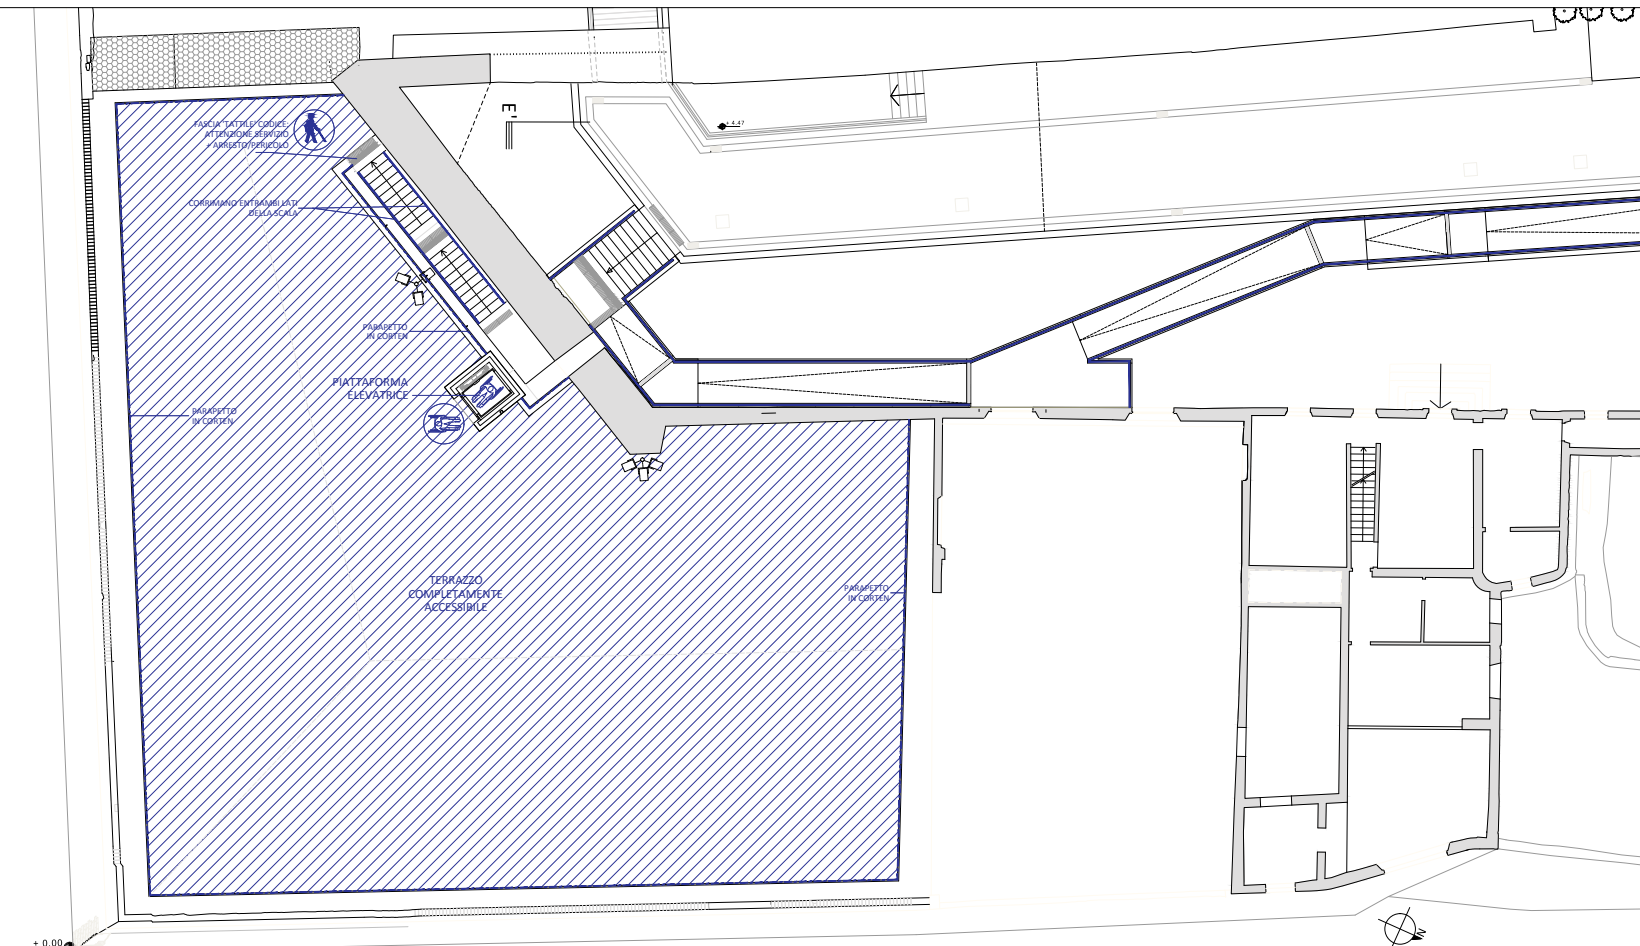 E'
+ 4.47
FASCIA "TATTILE" CODICE:
ATTENZIONE SERVIZIO
+ ARRESTO/PERICOLO
CORRIMANO ENTRAMBI LATI
DELLA SCALA
PARAPETTO
IN CORTEN
PIATTAFORMA
ELEVATRICE
PARAPETTO
IN CORTEN
TERRAZZO
COMPLETAMENTE
ACCESSIBILE
PARAPETTO
IN CORTEN
N
+ 0.00